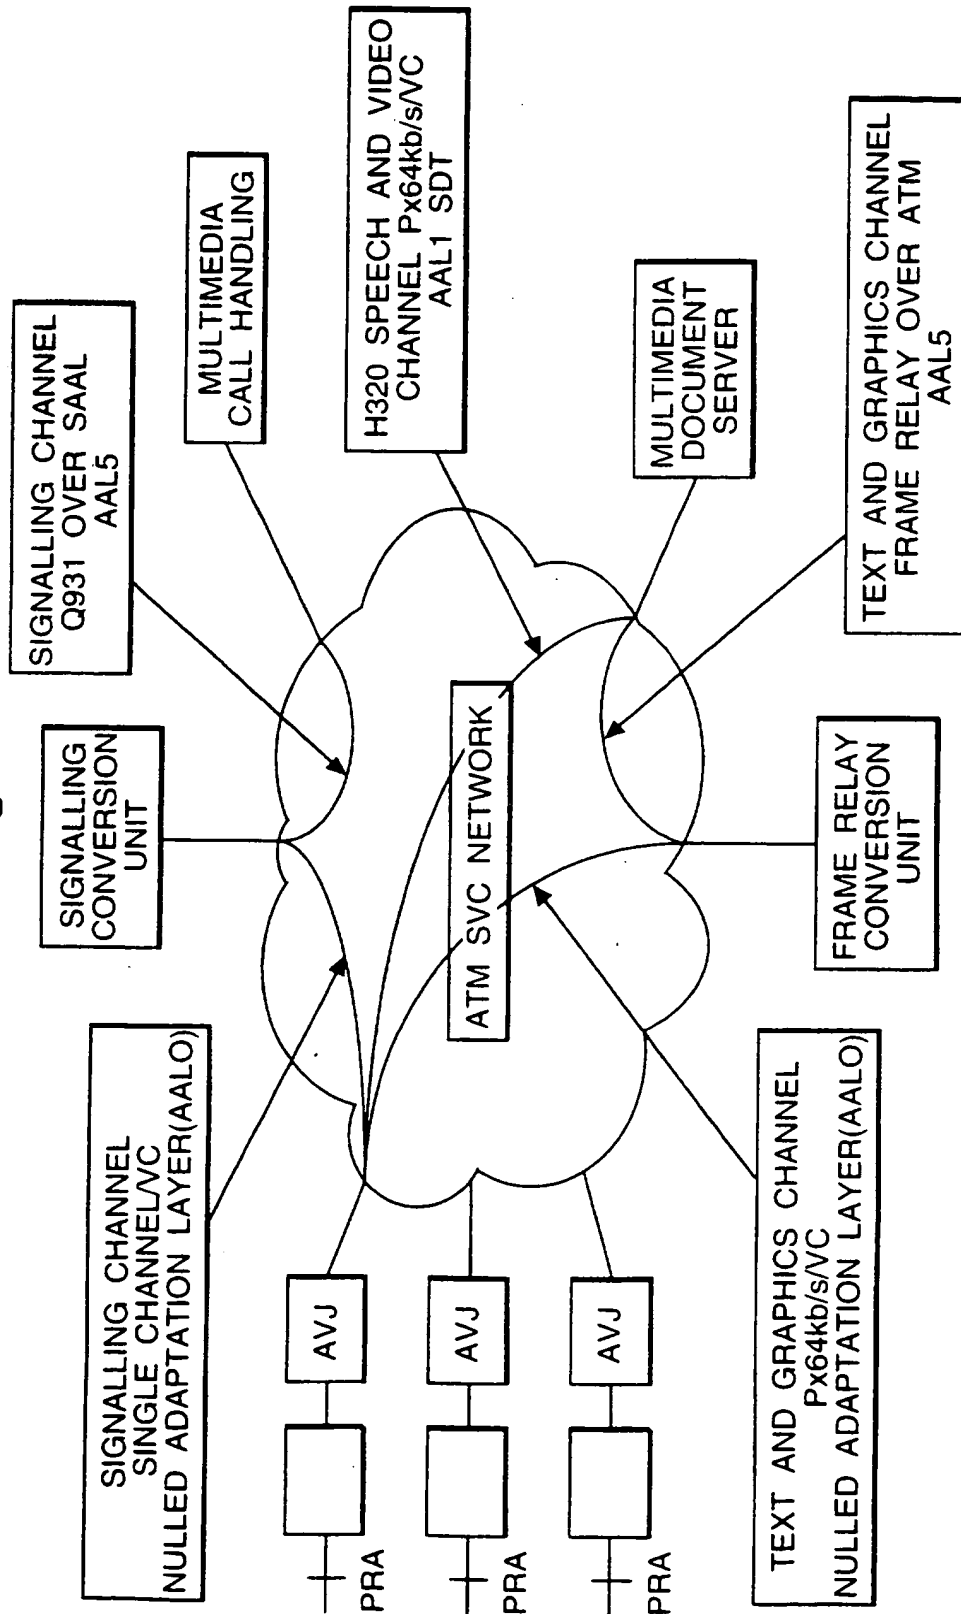 SIGNALLING CHANNEL
SINGLE CHANNEL/VC
NULLED ADAPTATION LAYER(AALO)
SIGNALLING
CONVERSION
UNIT
SIGNALLING CHANNEL
Q931 OVER SAAL
AAL5
MULTIMEDIA
CALL HANDLING
H320 SPEECH AND VIDEO
CHANNEL Px64kb/s/VC
AAL1 SDT
PRA
AVJ
PRA
AVJ
PRA
AVJ
ATM SVC NETWORK
MULTIMEDIA
DOCUMENT
SERVER
TEXT AND GRAPHICS CHANNEL
Px64kb/s/VC
NULLED ADAPTATION LAYER(AALO)
FRAME RELAY
CONVERSION
UNIT
TEXT AND GRAPHICS CHANNEL
FRAME RELAY OVER ATM
AAL5